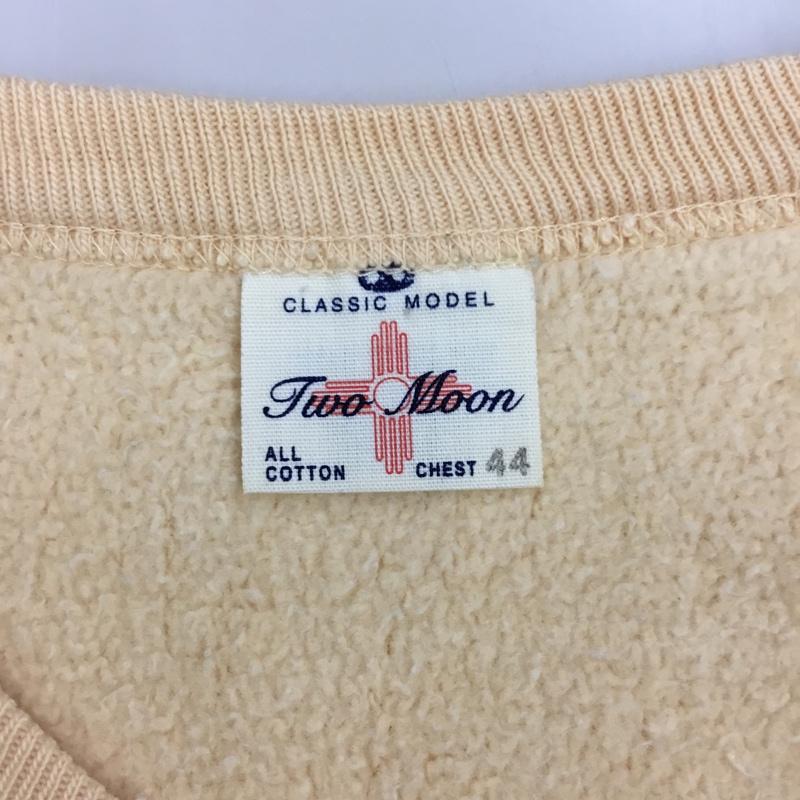 CLASSIC MODEL
Two Moon
ALL
COTTON
CHEST 44